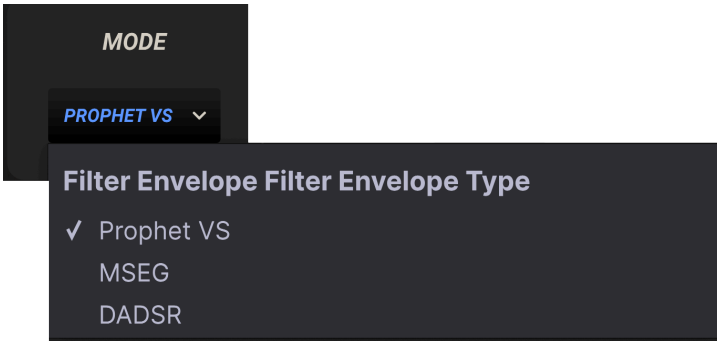 MODE
PROPHET VS
Filter Envelope Filter Envelope Type
Prophet VS
MSEG
DADSR